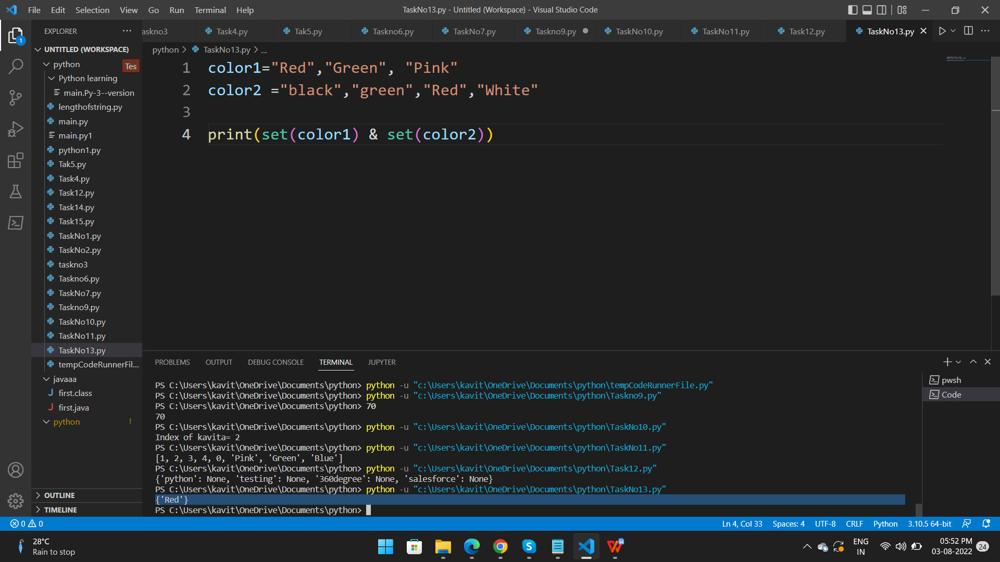 File Edit Selection View Go Run Terminal Help
TaskNo13.py - Untitled (Workspace) - Visual Studio Code
EXPLORER
askno3 Task4.py Tak5.py Taskno6.py TaskNo7.py Taskno9.py TaskNo10.py TaskNo11.py Task12.py TaskNo13.py
UNTITLED (WORKSPACE)
python
Tes
Python learning
main.Py-3--version
lengthofstring.py
main.py
main.py1
python1.py
Tak5.py
Task4.py
Task12.py
Task14.py
Task15.py
TaskNo1.py
TaskNo2.py
taskno3
Taskno6.py
TaskNo7.py
Taskno9.py
TaskNo10.py
TaskNo11.py
TaskNo13.py
tempCodeRunnerFil...
javaaa
first.class
first.java
python !
OUTLINE
TIMELINE
python > TaskNo13.py > ...
1 color1="Red","Green", "Pink"
2 color2 ="black","green","Red","White"
3
4 print(set(color1) & set(color2))
PROBLEMS OUTPUT DEBUG CONSOLE TERMINAL JUPYTER
PS C:\Users\kavit\OneDrive\Documents\python> python -u "c:\Users\kavit\OneDrive\Documents\python\tempCodeRunnerFile.py"
PS C:\Users\kavit\OneDrive\Documents\python> python -u "c:\Users\kavit\OneDrive\Documents\python\Taskno9.py"
PS C:\Users\kavit\OneDrive\Documents\python> 70
70
PS C:\Users\kavit\OneDrive\Documents\python> python -u "c:\Users\kavit\OneDrive\Documents\python\TaskNo10.py"
Index of kavita= 2
PS C:\Users\kavit\OneDrive\Documents\python> python -u "c:\Users\kavit\OneDrive\Documents\python\TaskNo11.py"
[1, 2, 3, 4, 0, 'Pink', 'Green', 'Blue']
PS C:\Users\kavit\OneDrive\Documents\python> python -u "c:\Users\kavit\OneDrive\Documents\python\Task12.py"
{'python': None, 'testing': None, '360degree': None, 'salesforce': None}
PS C:\Users\kavit\OneDrive\Documents\python> python -u "c:\Users\kavit\OneDrive\Documents\python\TaskNo13.py"
{'Red'}
PS C:\Users\kavit\OneDrive\Documents\python>
pwsh
Code
0 0
Ln 4, Col 33 Spaces: 4 UTF-8 CRLF Python 3.10.5 64-bit
28°C
Rain to stop
ENG
IN
05:52 PM
03-08-2022
24
1